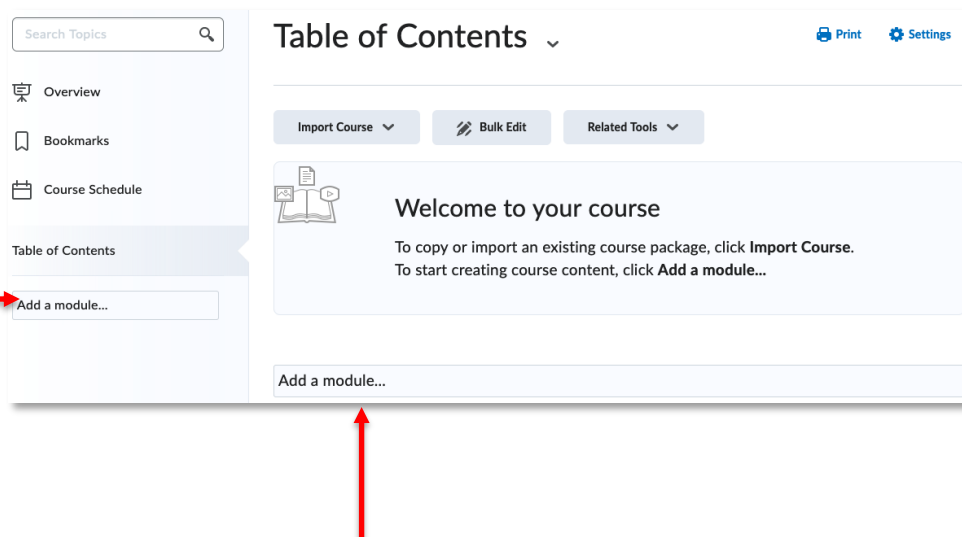 Search Topics
Overview
Bookmarks
Course Schedule
Table of Contents
Add a module...
Table of Contents
Print
Settings
Import Course
Bulk Edit
Related Tools
Welcome to your course
To copy or import an existing course package, click Import Course.
To start creating course content, click Add a module...
Add a module...